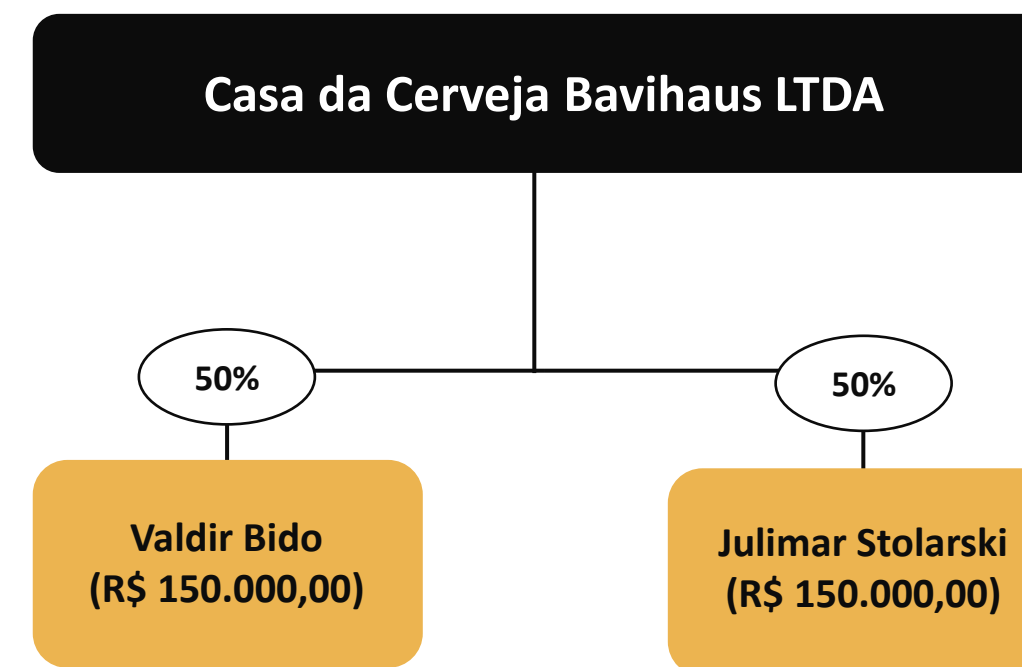 Casa da Cerveja Bavihaus LTDA
50%
50%
Valdir Bido
(R$ 150.000,00)
Julimar Stolarski
(R$ 150.000,00)